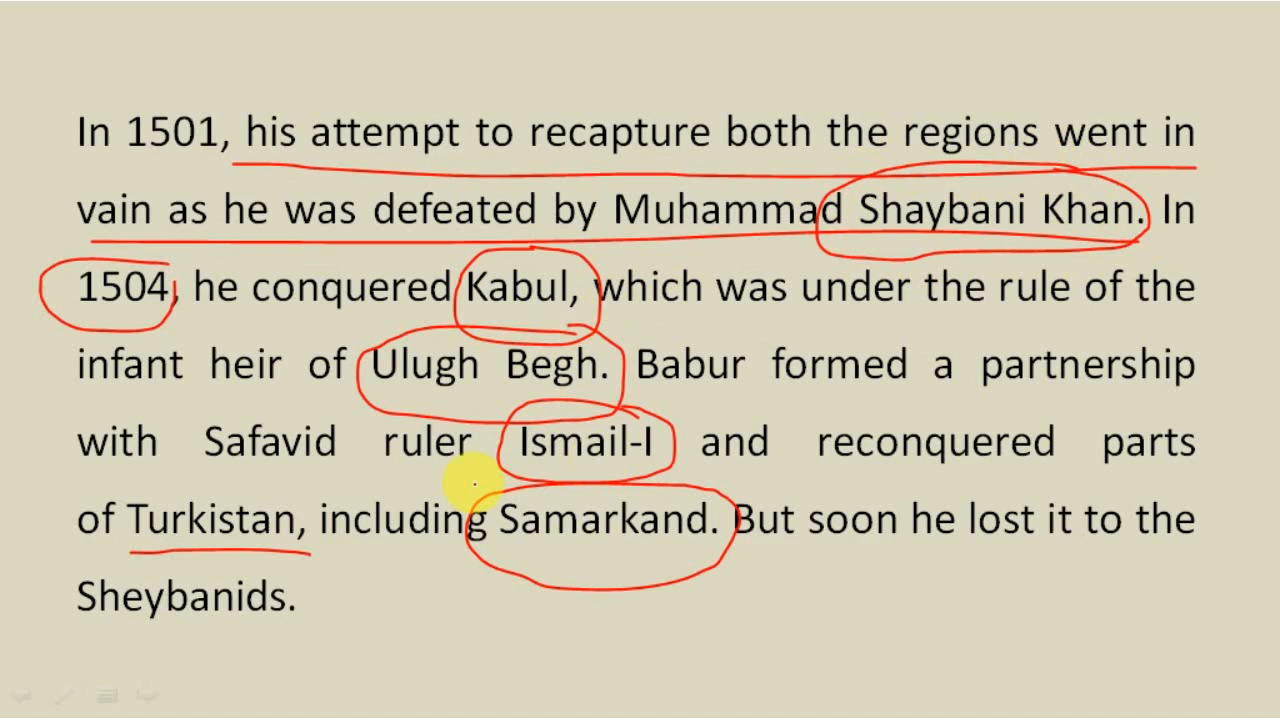 In 1501, his attempt to recapture both the regions went in
vain as he was defeated by Muhammad Shaybani Khan. In
1504, he conquered Kabul, which was under the rule of the
infant heir of Ulugh Begh. Babur formed a partnership
with Safavid ruler Ismail-I and reconquered parts
of Turkistan, including Samarkand. But soon he lost it to the
Sheybanids.